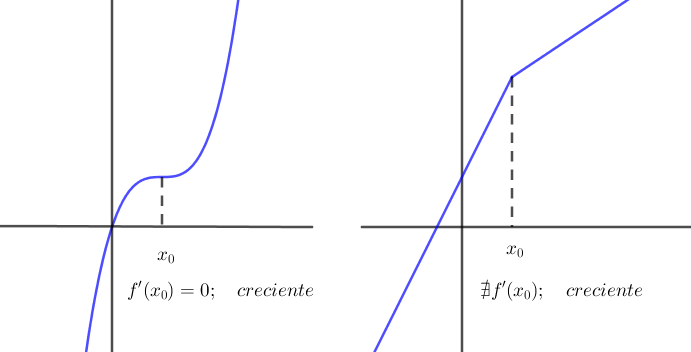 x₀
f′(x₀) = 0; creciente
x₀
∄f′(x₀); creciente